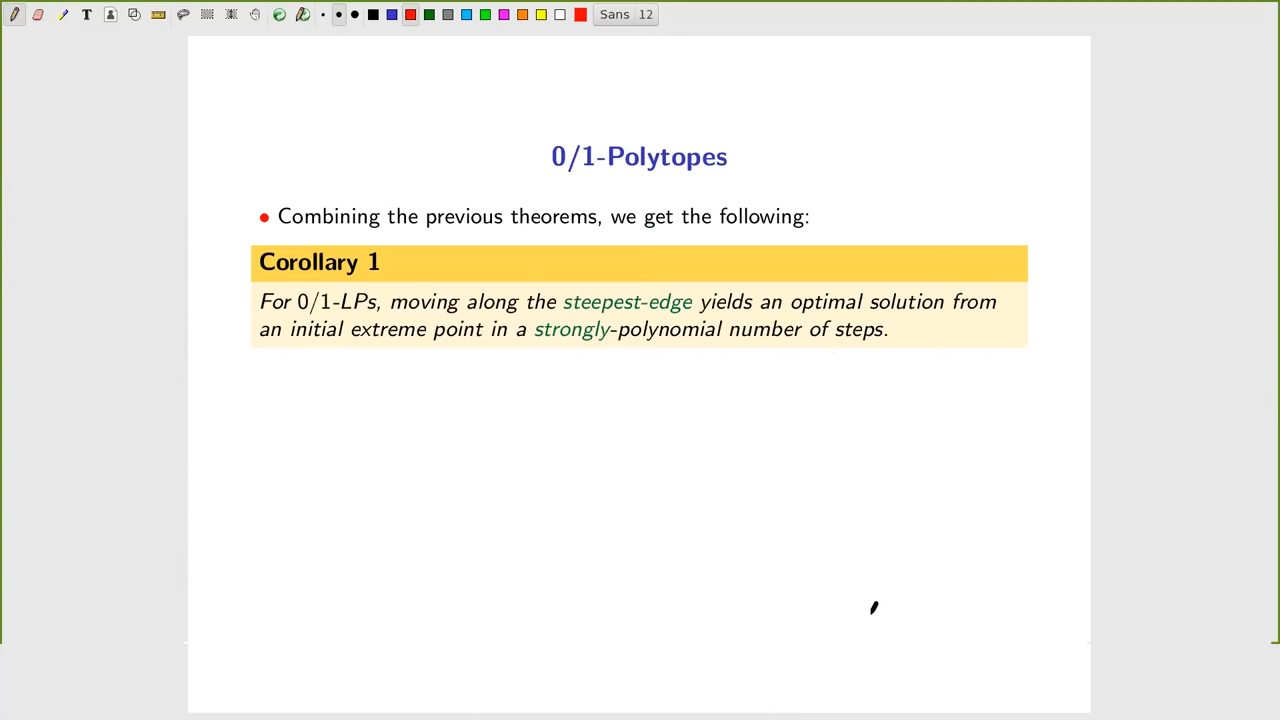 T
Sans 12
0/1-Polytopes
• Combining the previous theorems, we get the following:
Corollary 1
For 0/1-LPs, moving along the steepest-edge yields an optimal solution from
an initial extreme point in a strongly-polynomial number of steps.